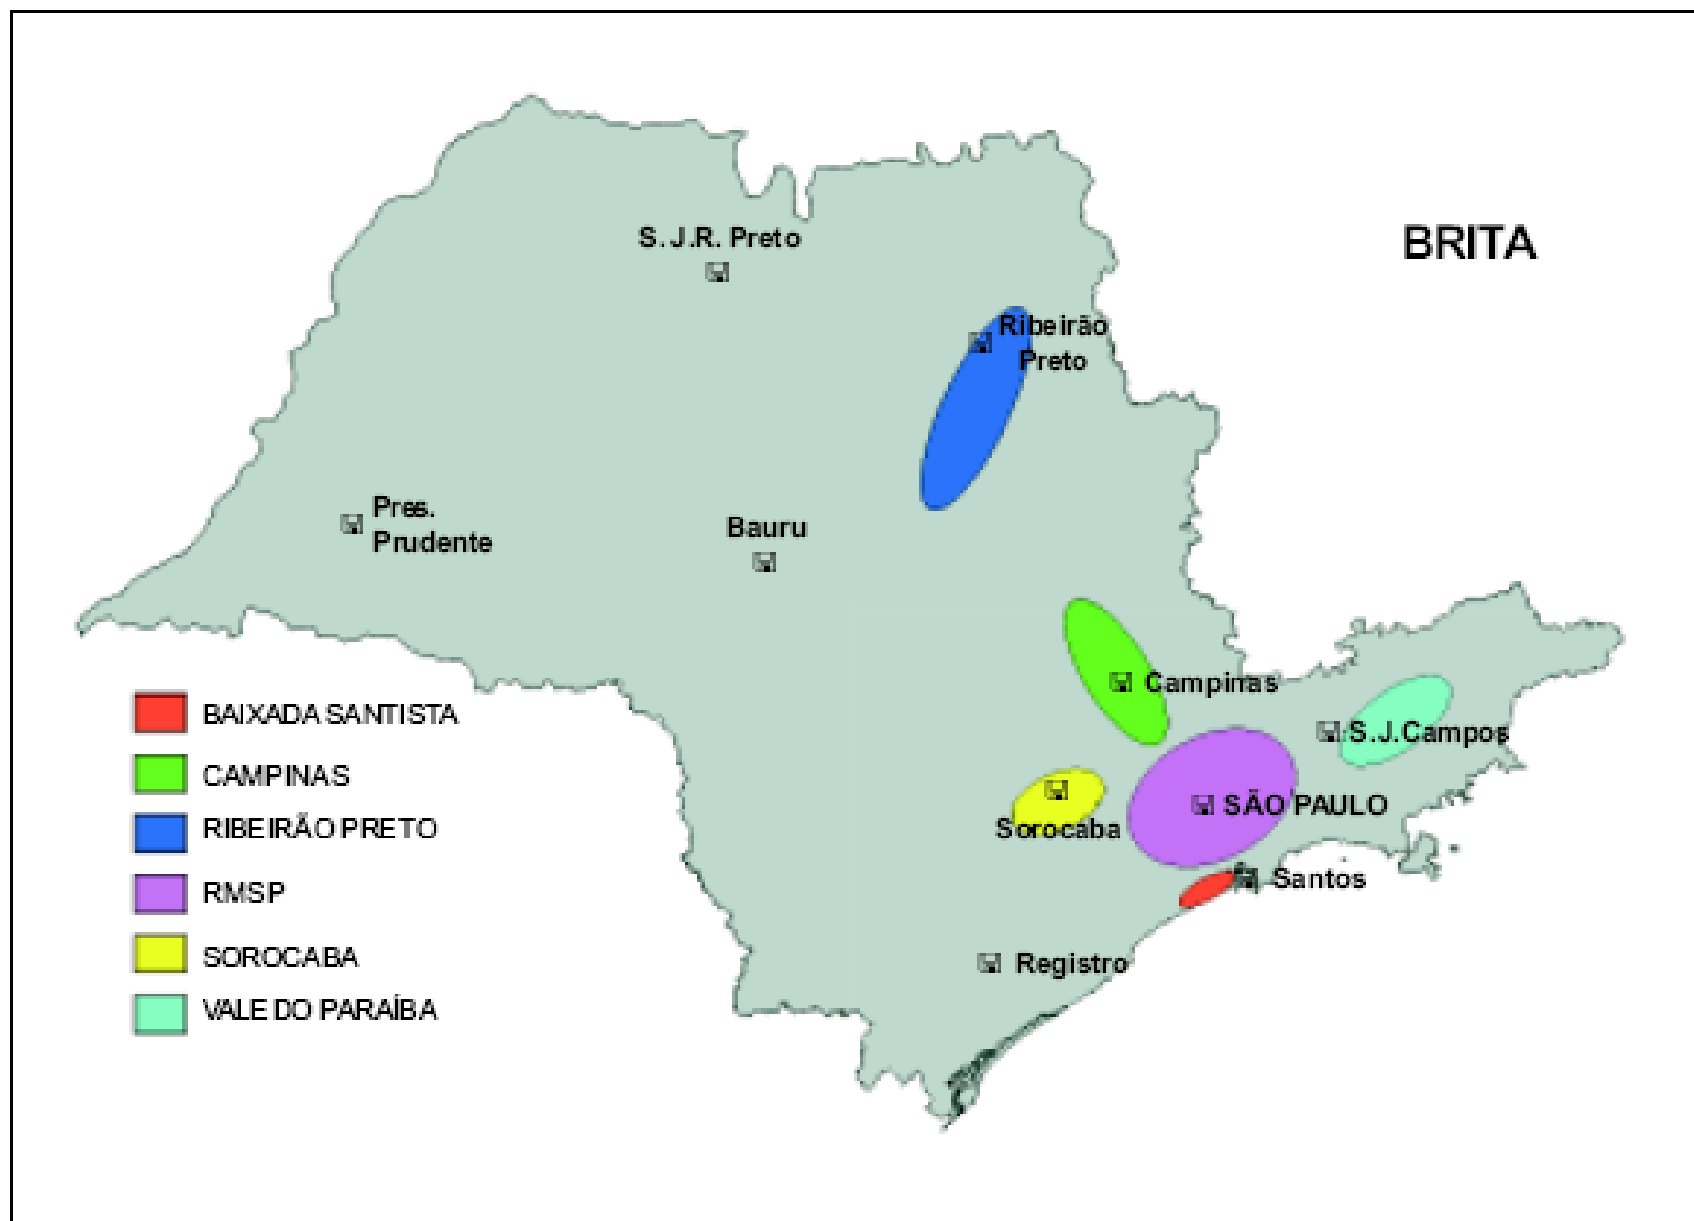 BRITA
S. J.R. Preto
Ribeirão
Preto
Pres.
Prudente
Bauru
Campinas
S.J.Campos
SÃO PAULO
Sorocaba
Santos
Registro
BAIXADA SANTISTA
CAMPINAS
RIBEIRÃO PRETO
RMSP
SOROCABA
VALE DO PARAÍBA